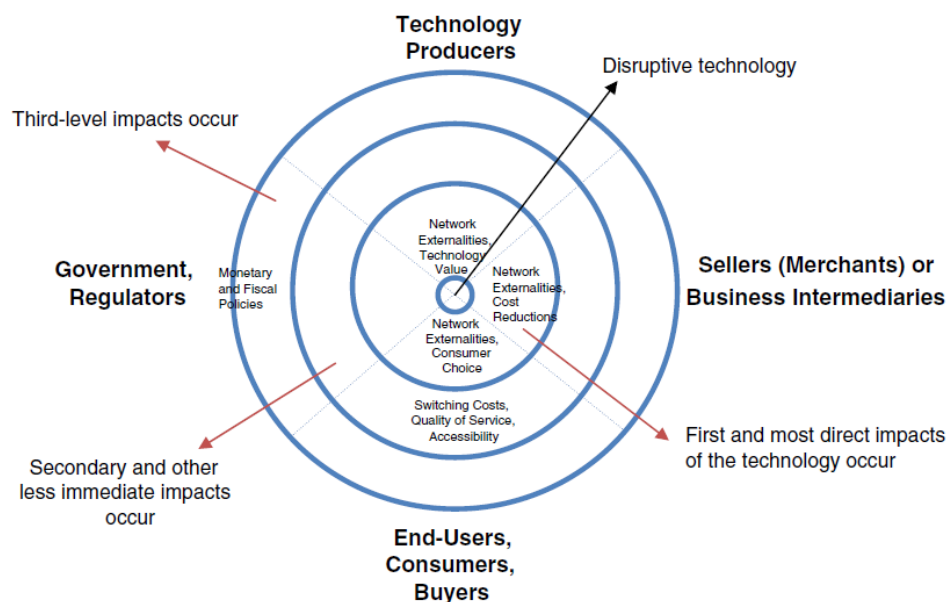 Technology
Producers
Disruptive technology
Third-level impacts occur
Network
Externalities,
Technology
Value
Government,
Regulators
Monetary
and Fiscal
Policies
Network
Externalities,
Cost
Reductions
Sellers (Merchants) or
Business Intermediaries
Network
Externalities,
Consumer
Choice
Switching Costs,
Quality of Service,
Accessibility
First and most direct impacts
of the technology occur
Secondary and other
less immediate impacts
occur
End-Users,
Consumers,
Buyers